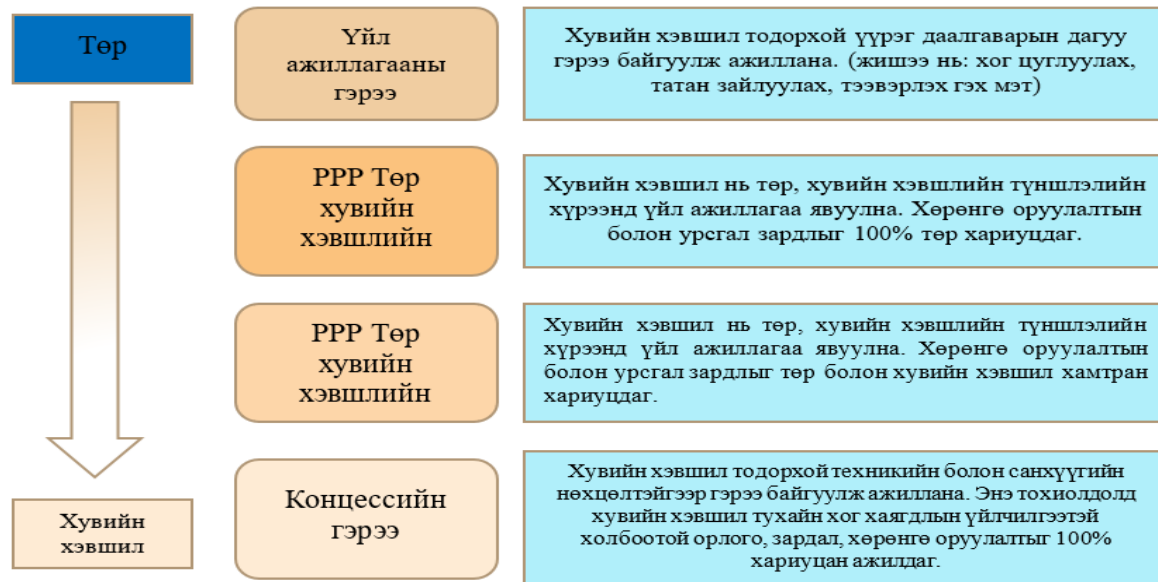 Төр
Үйл
ажиллагааны
гэрээ
Хувийн хэвшил тодорхой үүрэг даалгаварын дагуу
гэрээ байгуулж ажиллана. (жишээ нь: хог цуглуулах,
татан зайлуулах, тээвэрлэх гэх мэт)
PPP Төр
хувийн
хэвшлийн
Хувийн хэвшил нь төр, хувийн хэвшлийн түншлэлийн
хүрээнд үйл ажиллагаа явуулна. Хөрөнгө оруулалтын
болон урсгал зардлыг 100% төр хариуцдаг.
PPP Төр
хувийн
хэвшлийн
Хувийн хэвшил нь төр, хувийн хэвшлийн түншлэлийн
хүрээнд үйл ажиллагаа явуулна. Хөрөнгө оруулалтын
болон урсгал зардлыг төр болон хувийн хэвшил хамтран
хариуцдаг.
Хувийн
хэвшил
Концессийн
гэрээ
Хувийн хэвшил тодорхой техникийн болон санхүүгийн
нөхцөлтэйгээр гэрээ байгуулж ажиллана. Энэ тохиолдолд
хувийн хэвшил тухайн хог хаягдлын үйлчилгээтэй
холбоотой орлого, зардал, хөрөнгө оруулалтыг 100%
хариуцан ажилдаг.